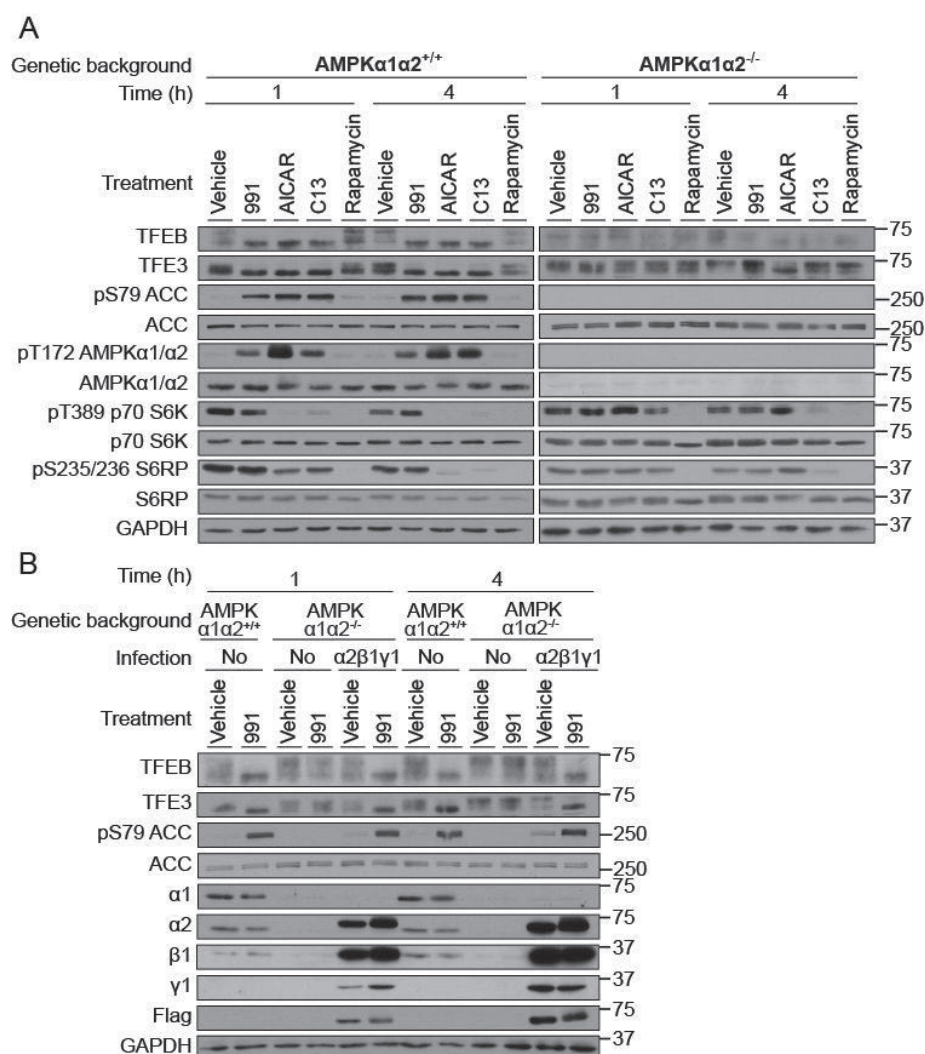 A
Genetic background AMPKα1α2+/+ AMPKα1α2-/-
Time (h) 1 4 1 4
Treatment Vehicle 991 AICAR C13 Rapamycin Vehicle 991 AICAR C13 Rapamycin Vehicle 991 AICAR C13 Rapamycin Vehicle 991 AICAR C13 Rapamycin
TFEB 75
TFE3 75
pS79 ACC 250
ACC 250
pT172 AMPKα1/α2 75
AMPKα1/α2 75
pT389 p70 S6K 75
p70 S6K 75
pS235/236 S6RP 37
S6RP 37
GAPDH 37
B
Time (h) 1 4
Genetic background AMPK α1α2+/+ AMPK α1α2-/- AMPK α1α2+/+ AMPK α1α2-/-
Infection No No α2β1γ1 No No α2β1γ1
Treatment Vehicle 991 Vehicle 991 Vehicle 991 Vehicle 991 Vehicle 991 Vehicle 991
TFEB 75
TFE3 75
pS79 ACC 250
ACC 250
α1 75
α2 75
β1 37
γ1 37
Flag 75
GAPDH 37